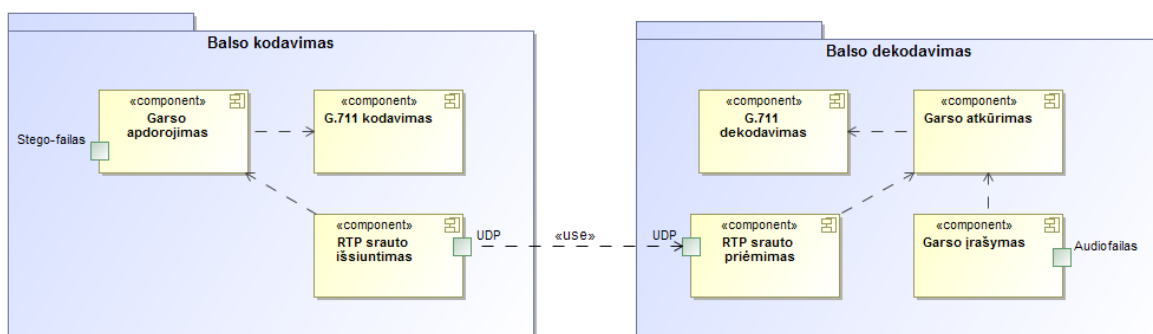 Balso kodavimas
«component»
Garso
apdorojimas
«component»
G.711 kodavimas
Stego-failas
«component»
RTP srauto
išsiuntimas
UDP
«use»
Balso dekodavimas
«component»
G.711
dekodavimas
«component»
Garso atkūrimas
UDP
«component»
RTP srauto
priėmimas
«component»
Garso įrašymas
Audiofailas